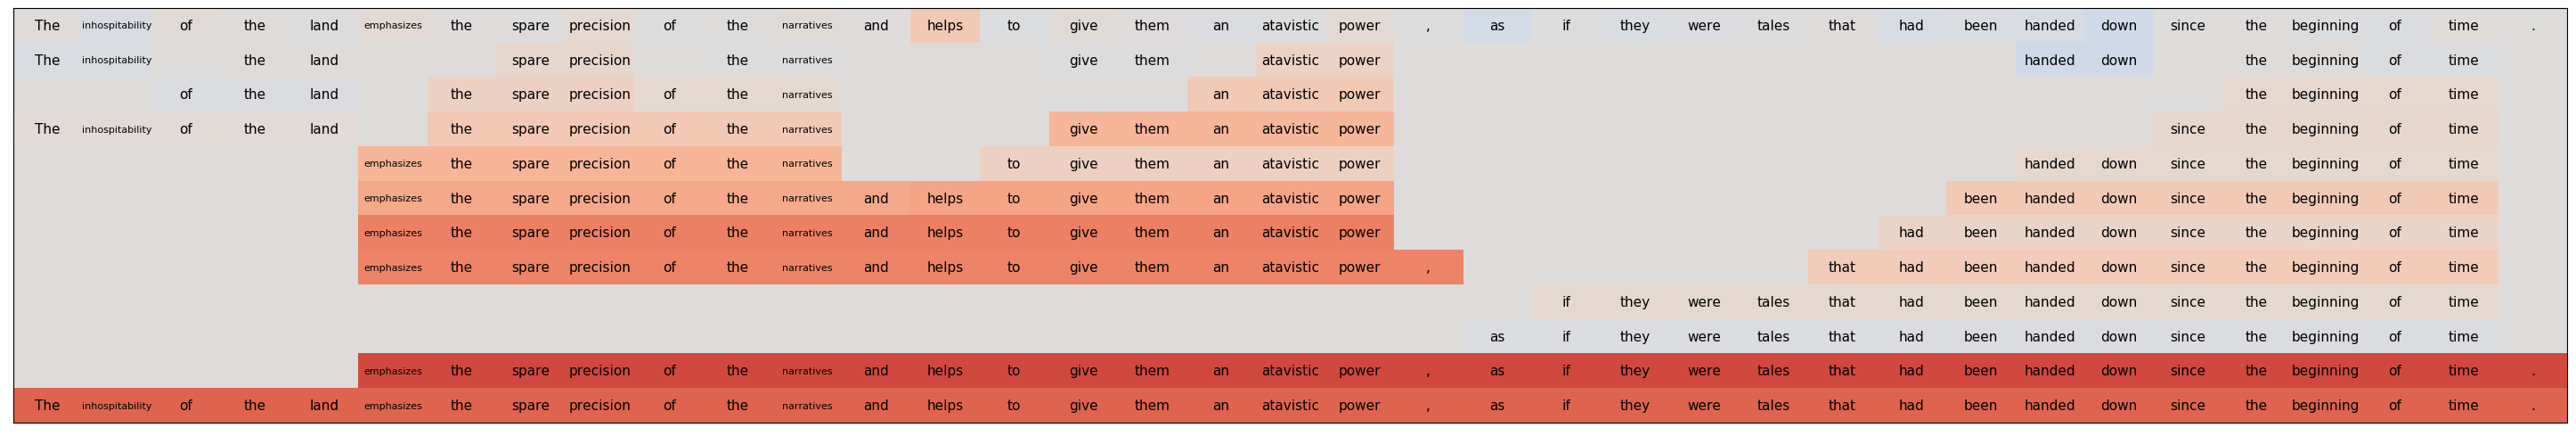 The inhospitability of the land emphasizes the spare precision of the narratives and helps to give them an atavistic power , as if they were tales that had been handed down since the beginning of time .
The inhospitability the land spare precision the narratives give them atavistic power handed down the beginning of time
of the land the spare precision of the narratives an atavistic power the beginning of time
The inhospitability of the land the spare precision of the narratives give them an atavistic power since the beginning of time
emphasizes the spare precision of the narratives to give them an atavistic power handed down since the beginning of time
emphasizes the spare precision of the narratives and helps to give them an atavistic power been handed down since the beginning of time
emphasizes the spare precision of the narratives and helps to give them an atavistic power had been handed down since the beginning of time
emphasizes the spare precision of the narratives and helps to give them an atavistic power , that had been handed down since the beginning of time
if they were tales that had been handed down since the beginning of time
as if they were tales that had been handed down since the beginning of time
emphasizes the spare precision of the narratives and helps to give them an atavistic power , as if they were tales that had been handed down since the beginning of time .
The inhospitability of the land emphasizes the spare precision of the narratives and helps to give them an atavistic power , as if they were tales that had been handed down since the beginning of time .